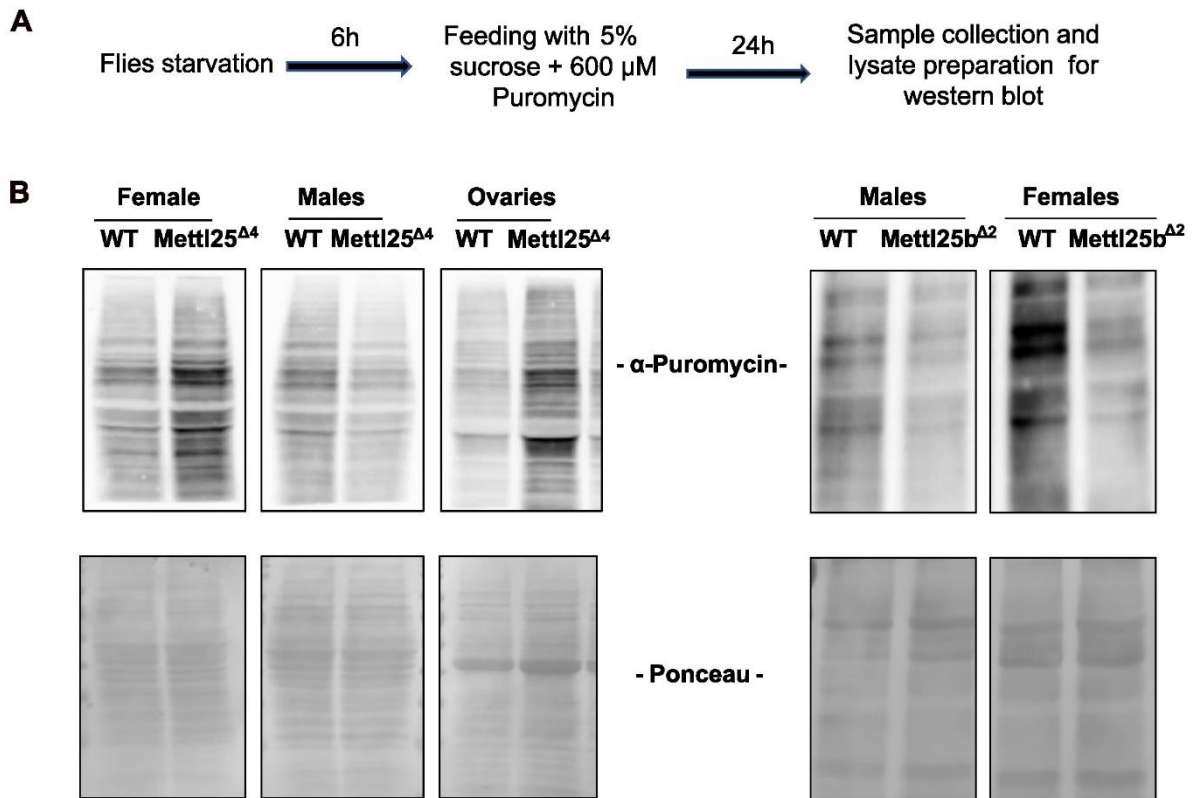 A
Flies starvation
6h
Feeding with 5%
sucrose + 600 µM
Puromycin
24h
Sample collection and
lysate preparation for
western blot
B
Female
Males
Ovaries
Males
Females
WT Mettl25Δ4
WT Mettl25Δ4
WT Mettl25Δ4
WT Mettl25bΔ2
WT Mettl25bΔ2
- α-Puromycin-
- Ponceau -